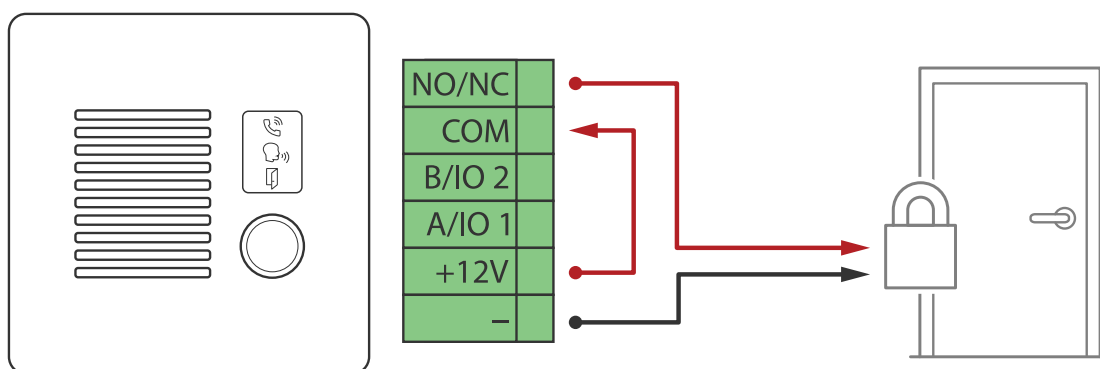 NO/NC
COM
B/IO 2
A/IO 1
+12V
–